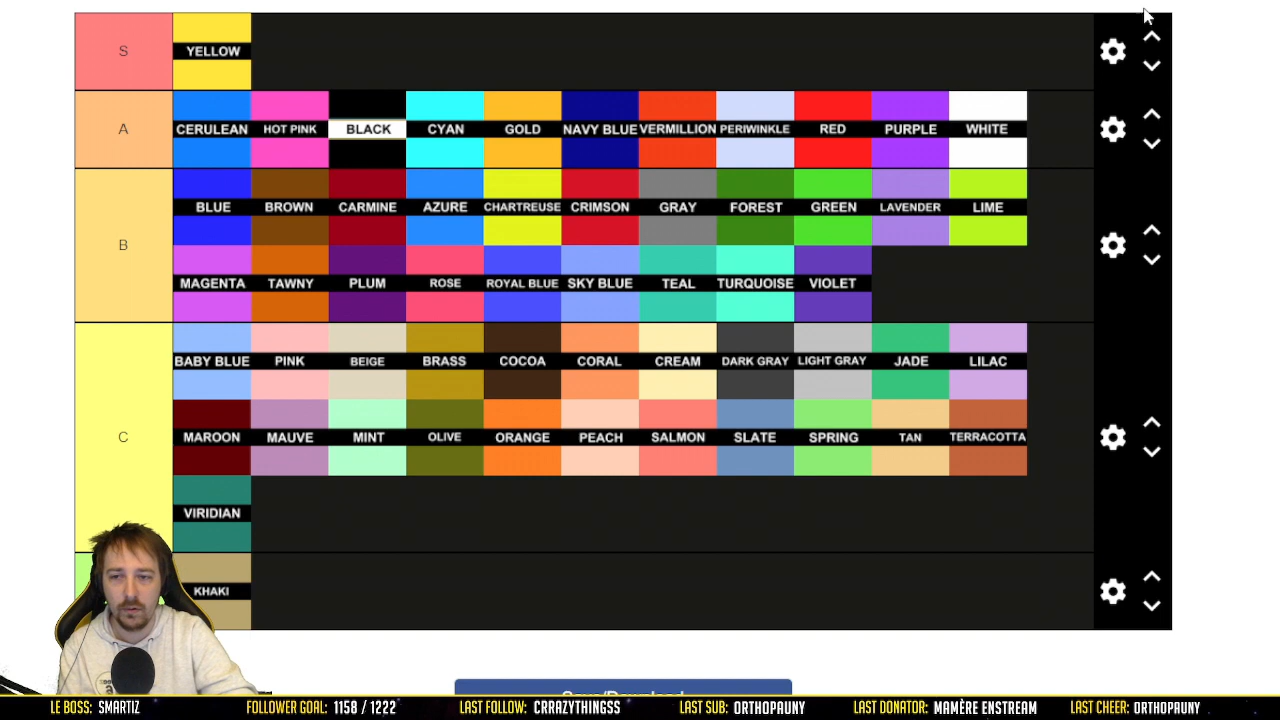 S
YELLOW
A
CERULEAN HOT PINK BLACK CYAN GOLD NAVY BLUE VERMILLION PERIWINKLE RED PURPLE WHITE
B
BLUE BROWN CARMINE AZURE CHARTREUSE CRIMSON GRAY FOREST GREEN LAVENDER LIME
MAGENTA TAWNY PLUM ROSE ROYAL BLUE SKY BLUE TEAL TURQUOISE VIOLET
C
BABY BLUE PINK BEIGE BRASS COCOA CORAL CREAM DARK GRAY LIGHT GRAY JADE LILAC
MAROON MAUVE MINT OLIVE ORANGE PEACH SALMON SLATE SPRING TAN TERRACOTTA
VIRIDIAN
KHAKI
LE BOSS: SMARTIZ FOLLOWER GOAL: 1158 / 1222 LAST FOLLOW: CRRAZYTHINGSS LAST SUB: ORTHOPAUNY LAST DONATOR: MAMÈRE ENSTREAM LAST CHEER: ORTHOPAUNY